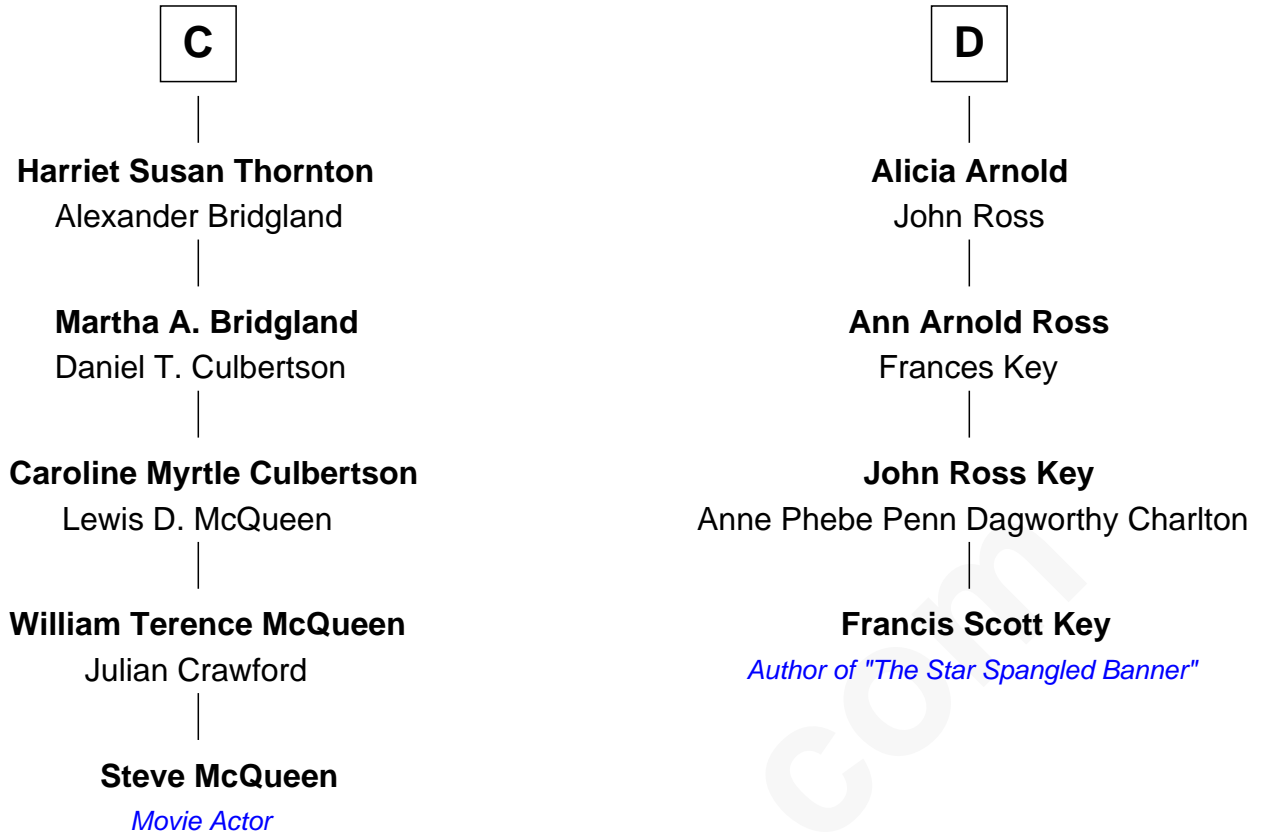 C
Harriet Susan Thornton
Alexander Bridgland
Martha A. Bridgland
Daniel T. Culbertson
Caroline Myrtle Culbertson
Lewis D. McQueen
William Terence McQueen
Julian Crawford
Steve McQueen
Movie Actor
D
Alicia Arnold
John Ross
Ann Arnold Ross
Frances Key
John Ross Key
Anne Phebe Penn Dagworthy Charlton
Francis Scott Key
Author of "The Star Spangled Banner"
com